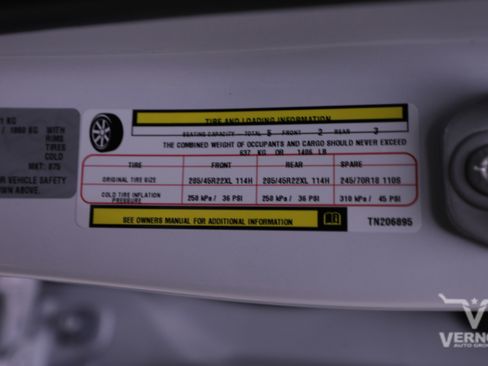 1 KG
/ 1860 KG WITH
RIMS
TIRES
COLD
MKT: 875
R VEHICLE SAFETY
WN ABOVE.
TIRE AND LOADING INFORMATION
SEATING CAPACITY TOTAL 5 FRONT 2 REAR 3
THE COMBINED WEIGHT OF OCCUPANTS AND CARGO SHOULD NEVER EXCEED
637 KG OR 1406 LB
TIRE FRONT REAR SPARE
ORIGINAL TIRE SIZE 285/45R22XL 114H 285/45R22XL 114H 245/70R18 110S
COLD TIRE INFLATION PRESSURE 250 kPa / 36 PSI 250 kPa / 36 PSI 310 kPa / 45 PSI
SEE OWNERS MANUAL FOR ADDITIONAL INFORMATION
TN206895
VERNO
AUTO GROU